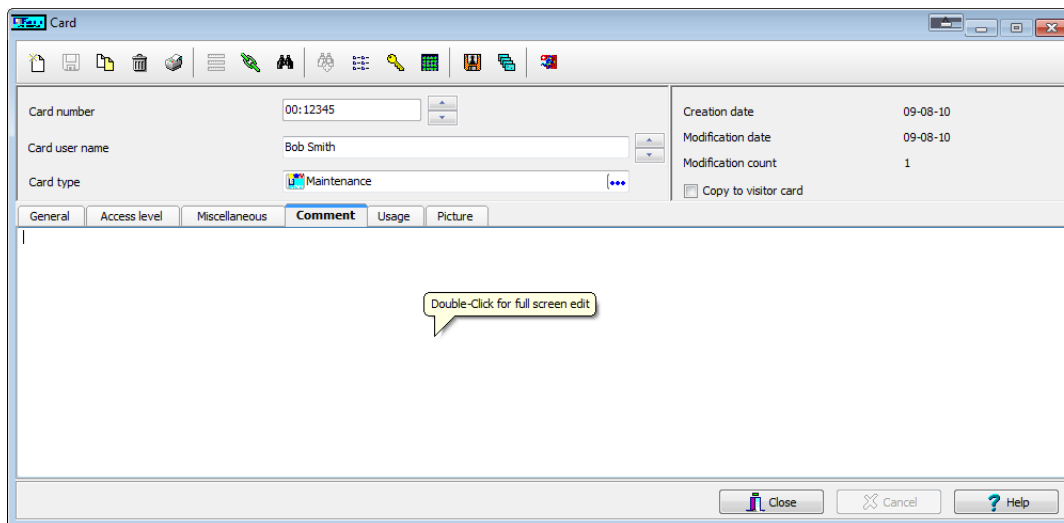 Card
Card number 00:12345
Card user name Bob Smith
Card type Maintenance
Creation date 09-08-10
Modification date 09-08-10
Modification count 1
Copy to visitor card
General Access level Miscellaneous Comment Usage Picture
Double-Click for full screen edit
Close Cancel Help